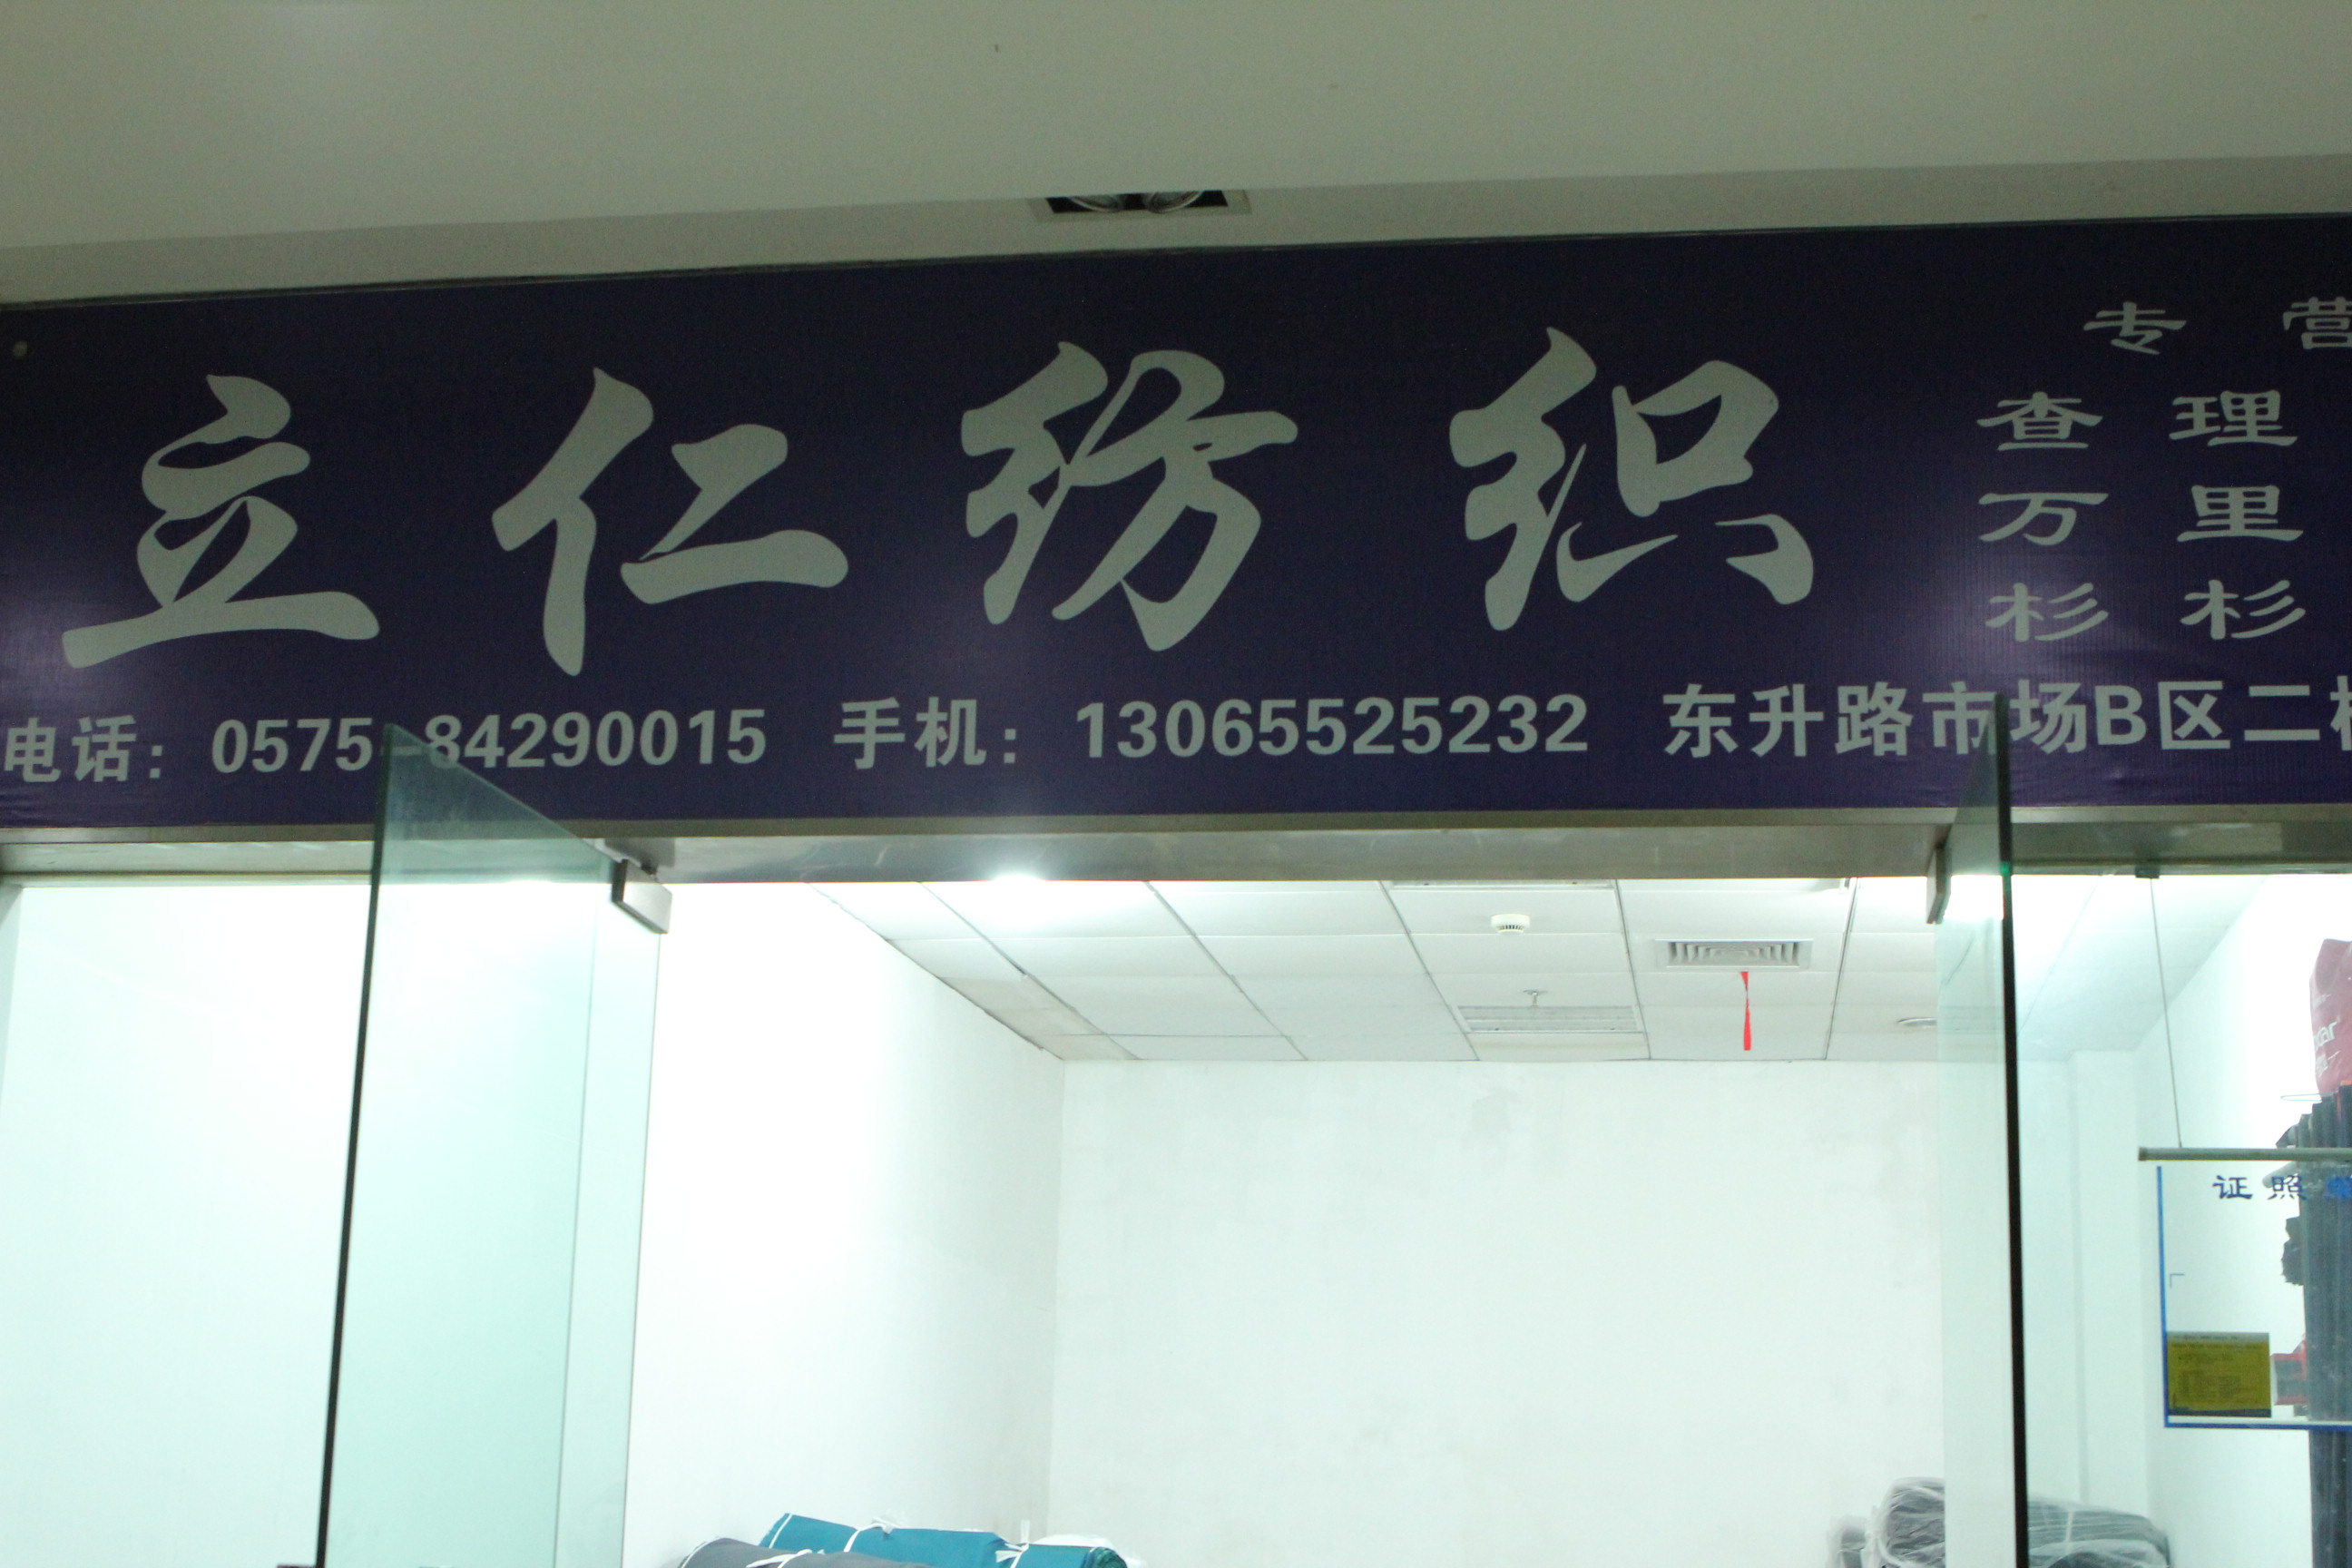 立仁纺织
专营
查理
万里
杉杉
电话：0575-84290015 手机：13065525232 东升路市场B区二
证照